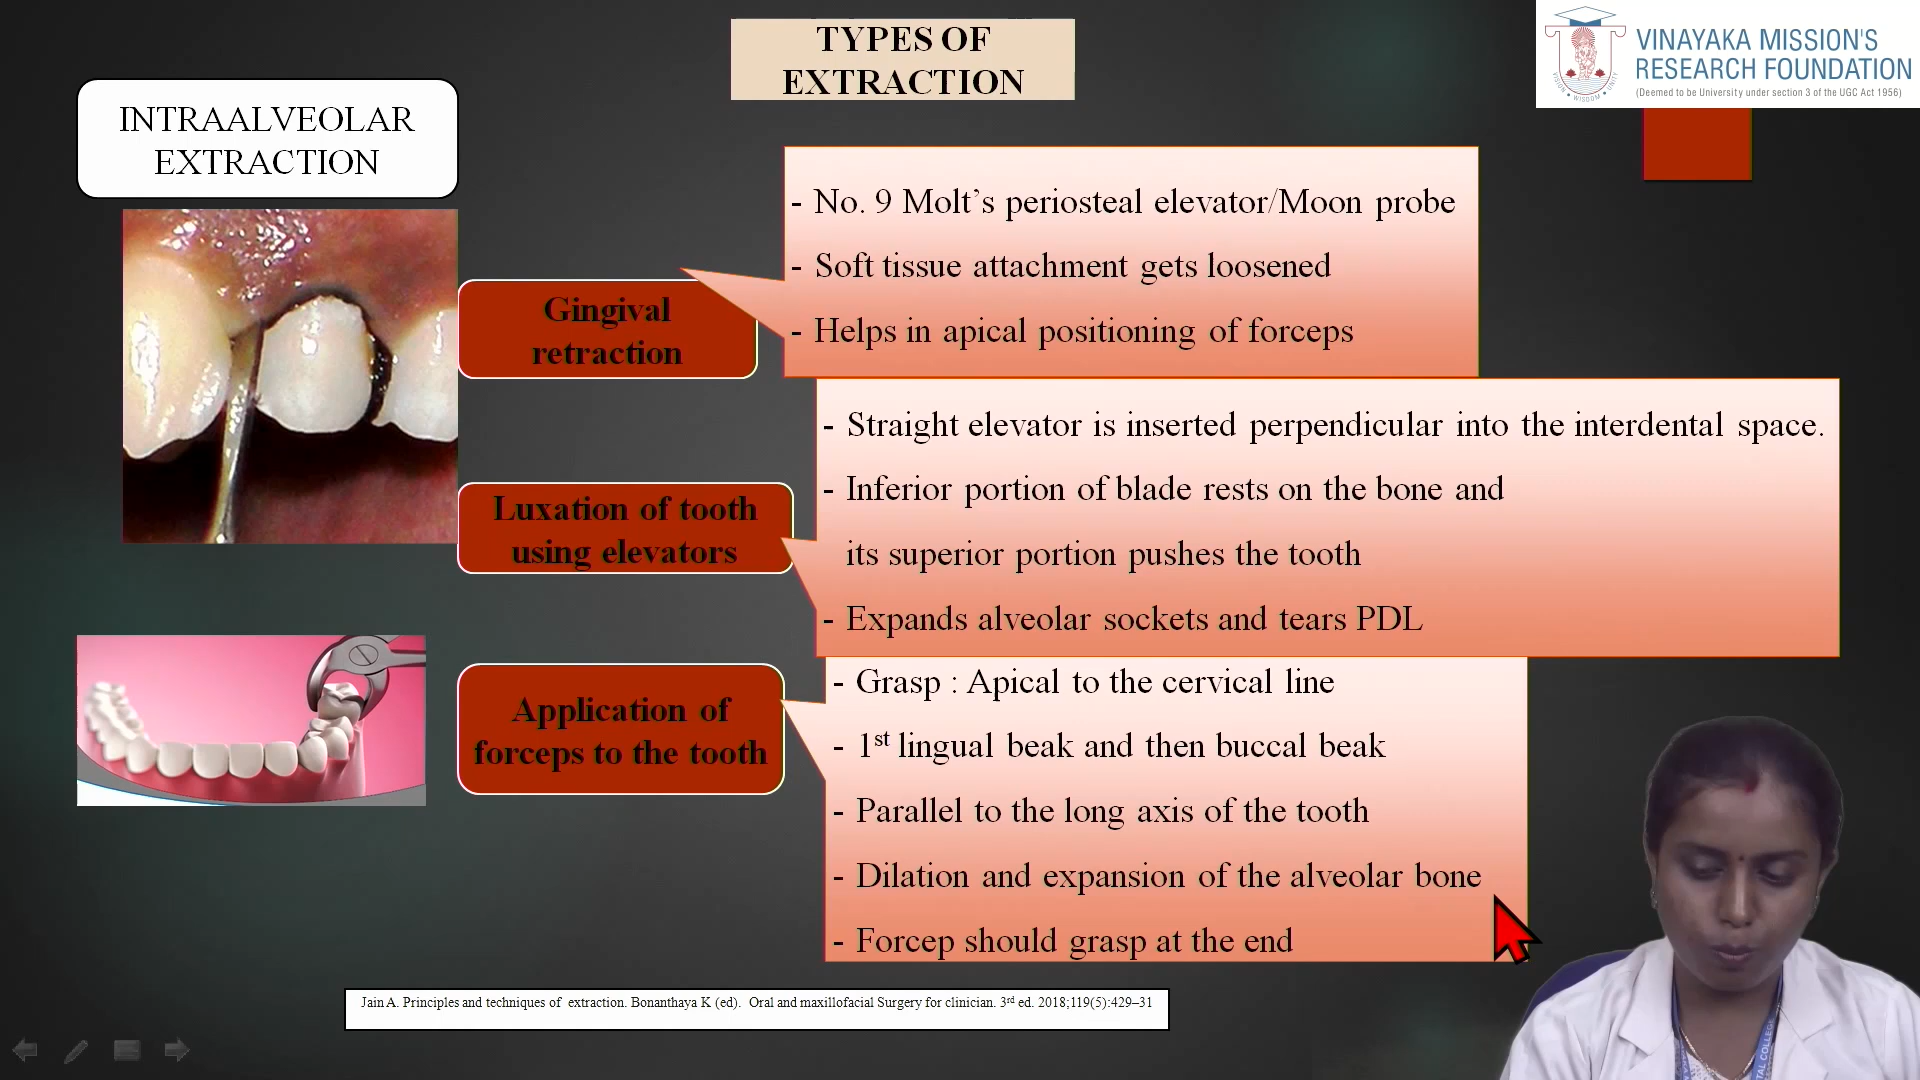 TYPES OF
EXTRACTION
VINAYAKA MISSION'S
RESEARCH FOUNDATION
(Deemed to be University under section 3 of the UGC Act 1956)
INTRAALVEOLAR
EXTRACTION
Gingival
retraction
- No. 9 Molt’s periosteal elevator/Moon probe
- Soft tissue attachment gets loosened
- Helps in apical positioning of forceps
Luxation of tooth
using elevators
- Straight elevator is inserted perpendicular into the interdental space.
- Inferior portion of blade rests on the bone and
its superior portion pushes the tooth
- Expands alveolar sockets and tears PDL
Application of
forceps to the tooth
- Grasp : Apical to the cervical line
- 1st lingual beak and then buccal beak
- Parallel to the long axis of the tooth
- Dilation and expansion of the alveolar bone
- Forcep should grasp at the end
Jain A. Principles and techniques of extraction. Bonanthaya K (ed). Oral and maxillofacial Surgery for clinician. 3rd ed. 2018;119(5):429–31